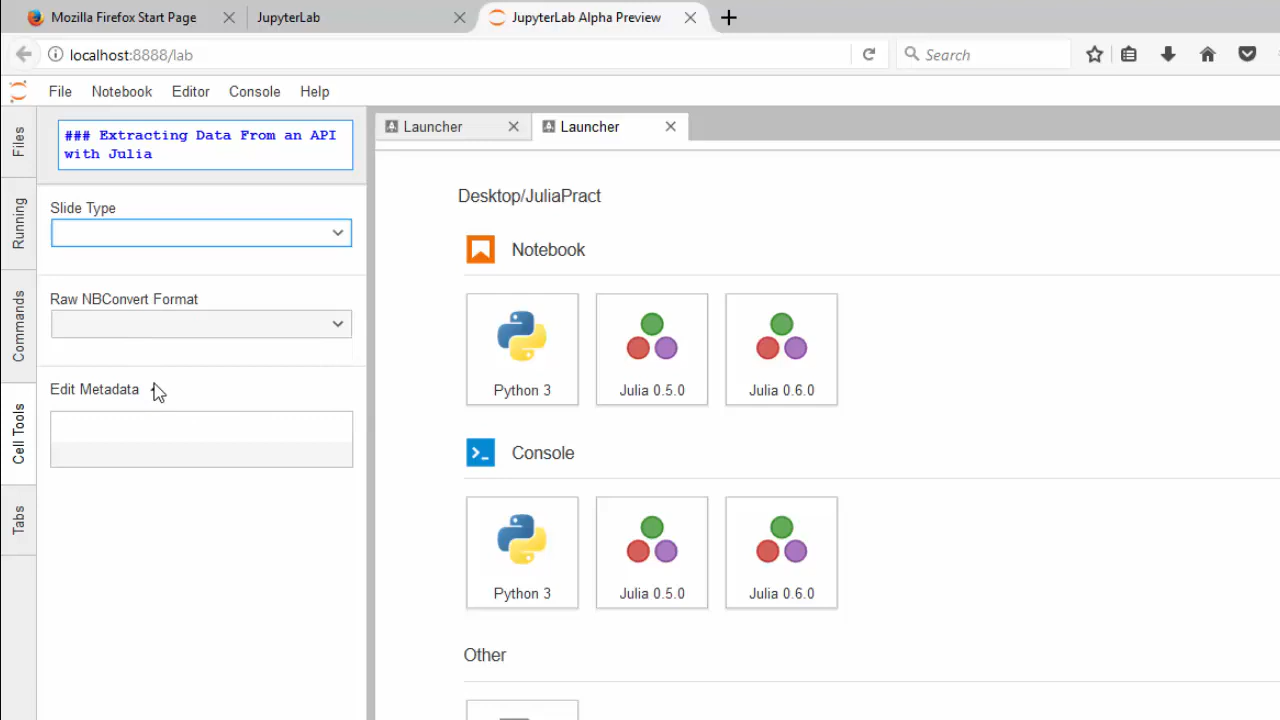 Mozilla Firefox Start Page
JupyterLab
JupyterLab Alpha Preview
localhost:8888/lab
Search
File
Notebook
Editor
Console
Help
Files
Running
Commands
Cell Tools
Tabs
### Extracting Data From an API
with Julia
Slide Type
Raw NBConvert Format
Edit Metadata
Launcher
Launcher
Desktop/JuliaPract
Notebook
Python 3
Julia 0.5.0
Julia 0.6.0
Console
Python 3
Julia 0.5.0
Julia 0.6.0
Other